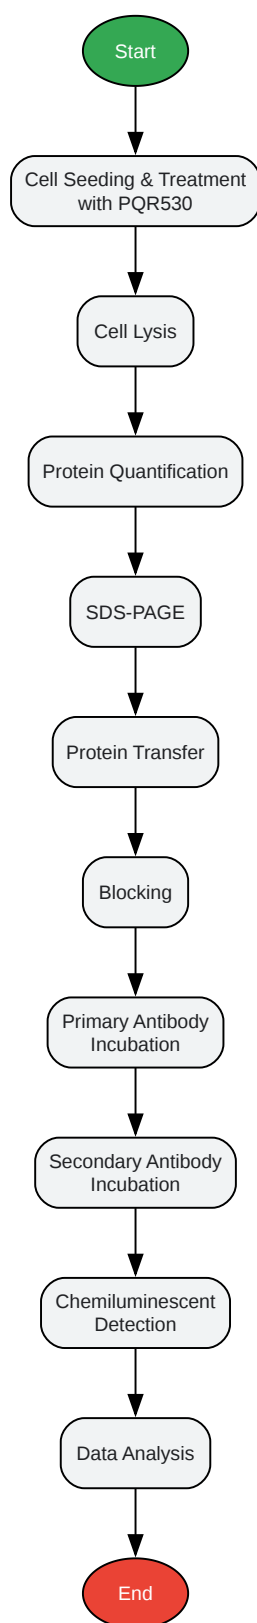 Start
Cell Seeding & Treatment
with PQR530
Cell Lysis
Protein Quantification
SDS-PAGE
Protein Transfer
Blocking
Primary Antibody
Incubation
Secondary Antibody
Incubation
Chemiluminescent
Detection
Data Analysis
End